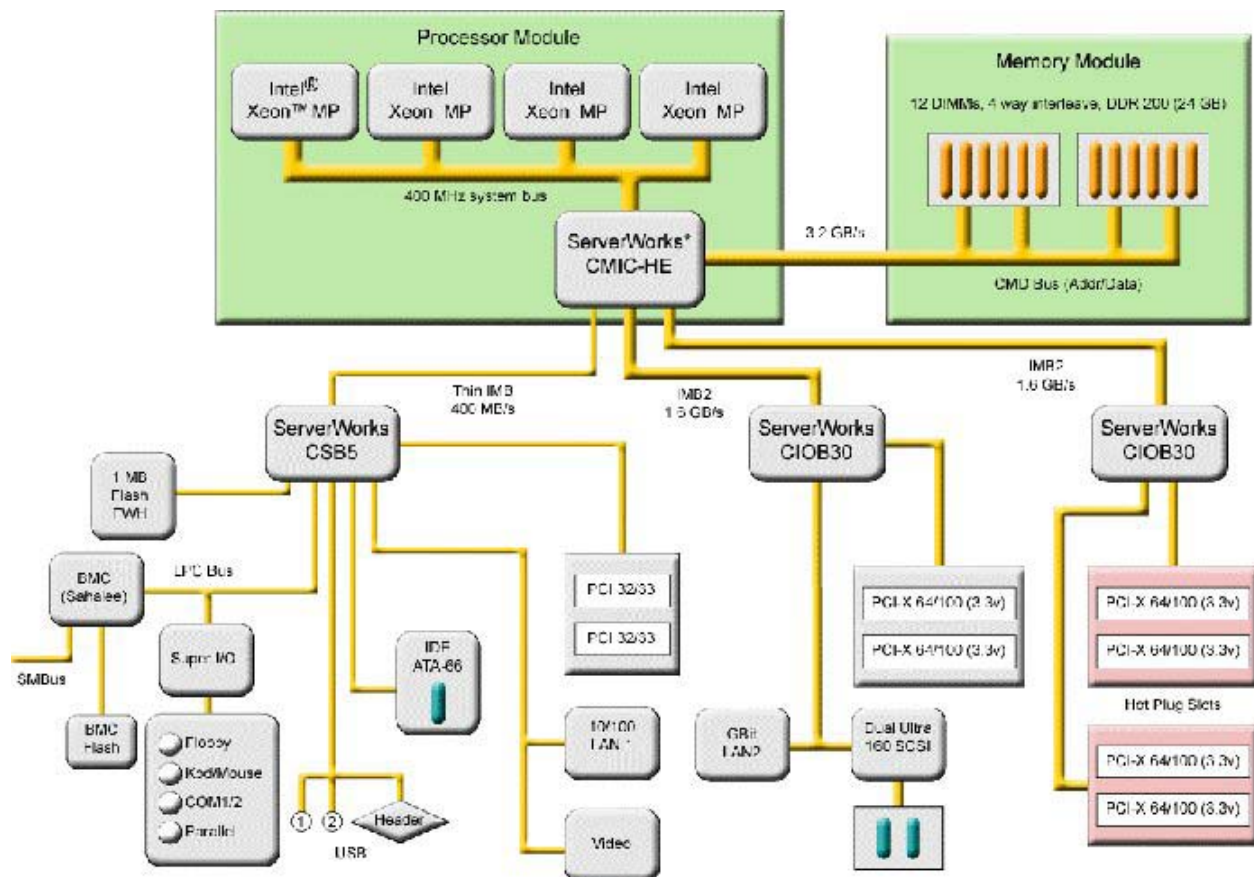 Processor Module
Intel® Xeon™ MP
Intel Xeon MP
Intel Xeon MP
Intel Xeon MP
400 MHz system bus
ServerWorks*
CMIC-HE
Memory Module
12 DIMMs, 4 way interleave, DDR 200 (24 GB)
3.2 GB/s
CMD Bus (Addr/Data)
Thin IMB
400 MB/s
IMB2
1.6 GB/s
IMB2
1.6 GB/s
ServerWorks
CSB5
ServerWorks
CIOB30
ServerWorks
CIOB30
1 MB
Flash
FWH
BMC
(Sahalee)
LPC Bus
SMBus
Super I/O
BMC
Flash
Floppy
Kbd/Mouse
COM1/2
Parallel
1
2
Header
USB
IDE
ATA-66
PCI 32/33
PCI 32/33
10/100
LAN 1
Video
GBit
LAN2
Dual Ultra
160 SCSI
PCI-X 64/100 (3.3v)
PCI-X 64/100 (3.3v)
PCI-X 64/100 (3.3v)
PCI-X 64/100 (3.3v)
Hot Plug Slots
PCI-X 64/100 (3.3v)
PCI-X 64/100 (3.3v)